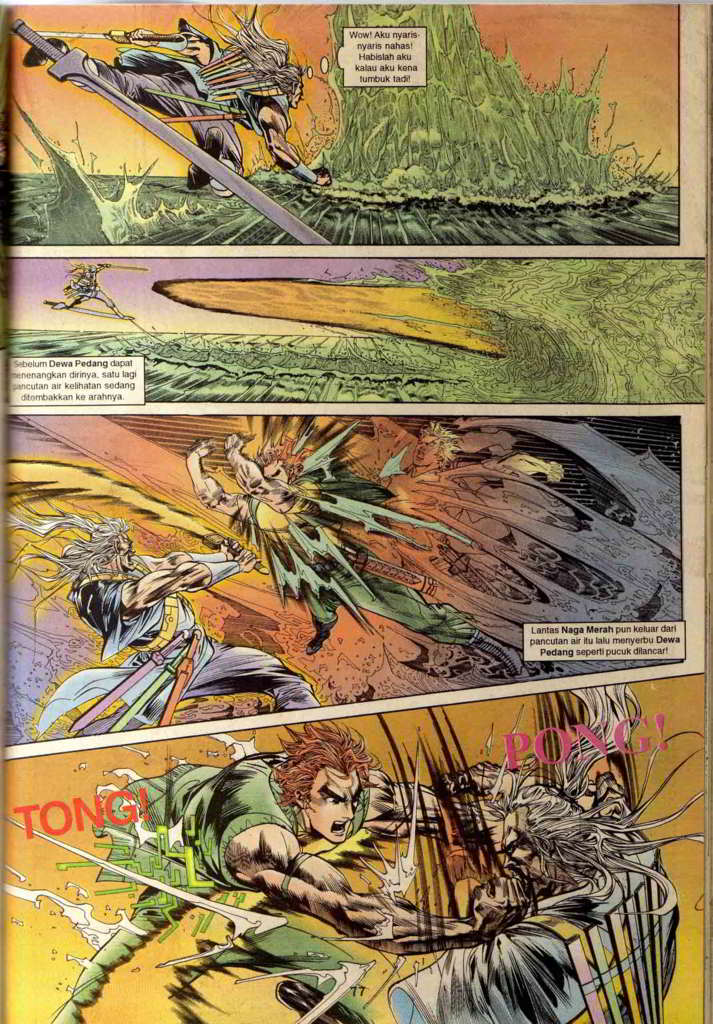 Wow! Aku nyaris-
nyaris nahas!
Habislah aku
kalau aku kena
tumbuk tadi!
Sebelum Dewa Pedang dapat
menenangkan dirinya, satu lagi
pancutan air kelihatan sedang
ditembakkan ke arahnya.
Lantas Naga Merah pun keluar dari
pancutan air itu lalu menyerbu Dewa
Pedang seperti pucuk dilancar!
PONG!
TONG!
77